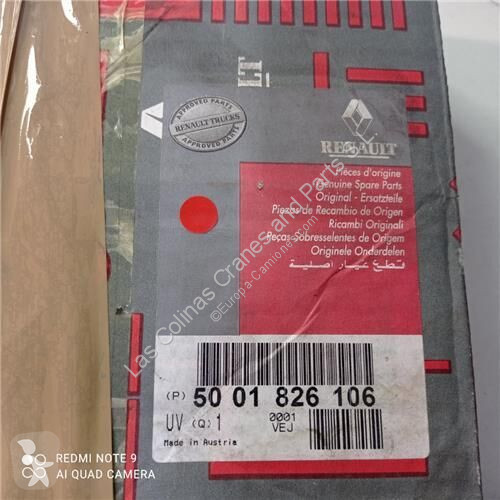 APPROVED PARTS
RENAULT TRUCKS
APPROVED PARTS
RENAULT
Pièces d'origine
Genuine Spare Parts
Original - Ersatzteile
Piezas de Recambio de Origen
Ricambi Originali
Peças Sobresselentes de Origem
Originele Onderdelen
قطع غيار أصلية
Las Colinas Cranes and Parts S.L.
©Europa-Camiones.com
(P) 50 01 826 106
UV (Q) 1 0001
VEJ
Made in Austria
REDMI NOTE 9
AI QUAD CAMERA